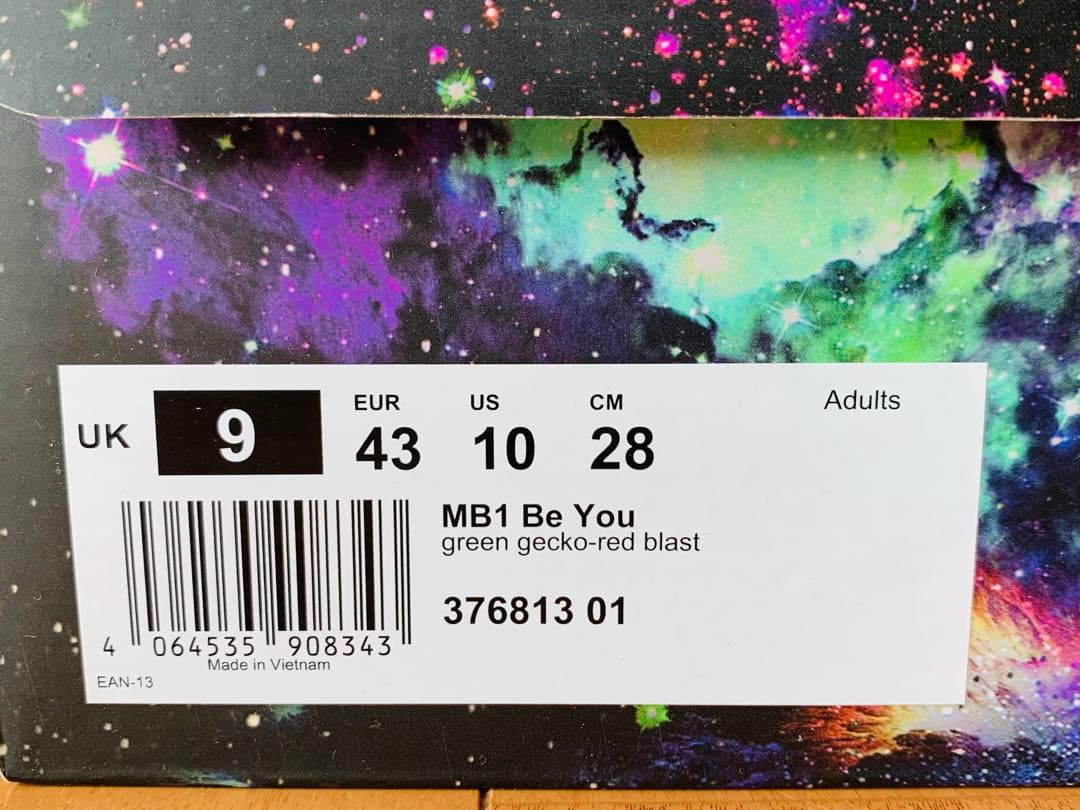 UK 9
EUR US CM
43 10 28
Adults
MB1 Be You
green gecko-red blast
376813 01
4 064535 908343
Made in Vietnam
EAN-13